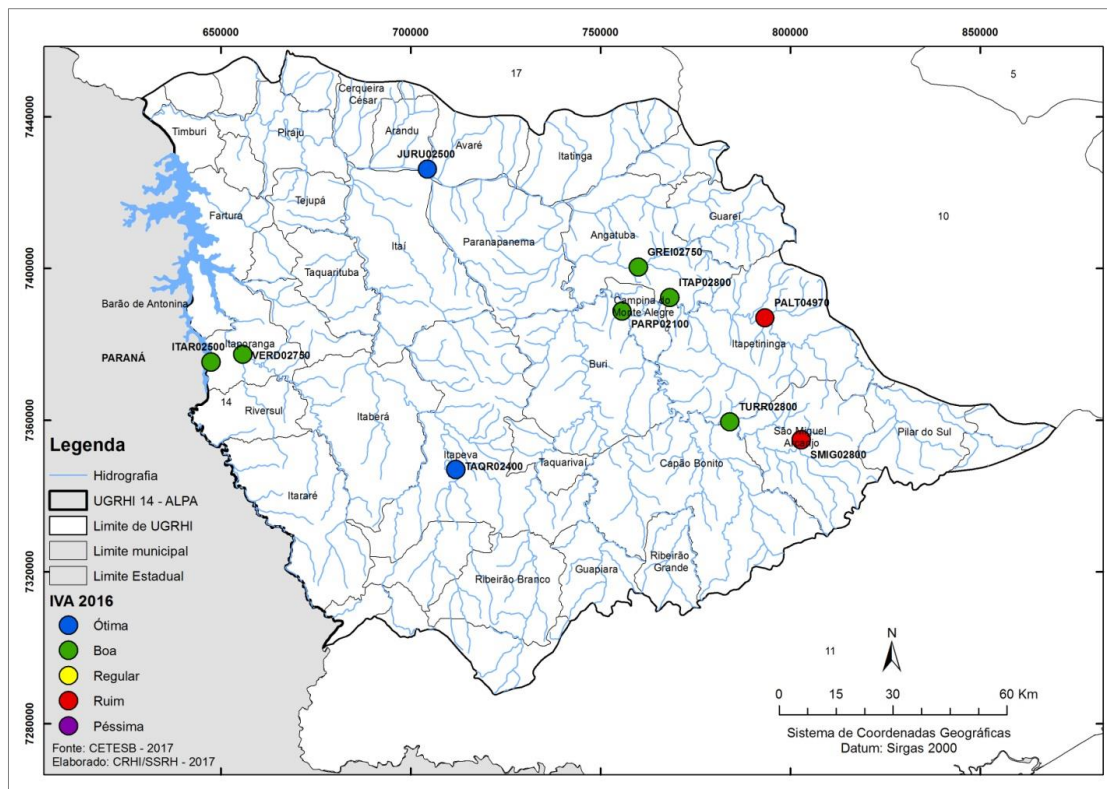 650000
700000
750000
800000
850000
7440000
7400000
7360000
7320000
7280000
17
5
10
11
14
Cerqueira
César
Timburi
Piraju
Arandu
Avaré
JURU02500
Itatinga
Tejupá
Fartura
Guareí
Angatuba
Itaí
Paranapanema
GREI02750
Taquarituba
ITAP02800
Barão de Antonina
Campina do
Monte Alegre
PALT04970
PARP02100
Itapetininga
Itaporanga
ITAR02500
VERD02750
PARANÁ
Buri
Riversul
Itaberá
TURR02800
São Miguel
Arcanjo
Pilar do Sul
SMIG02800
Itapeva
TAQR02400
Taquarivaí
Capão Bonito
Itararé
Ribeirão
Grande
Guapiara
Ribeirão Branco
Legenda
Hidrografia
UGRHI 14 - ALPA
Limite de UGRHI
Limite municipal
Limite Estadual
IVA 2016
Ótima
Boa
Regular
Ruim
Péssima
Fonte: CETESB - 2017
Elaborado: CRHI/SSRH - 2017
N
0 15 30 60 Km
Sistema de Coordenadas Geográficas
Datum: Sirgas 2000